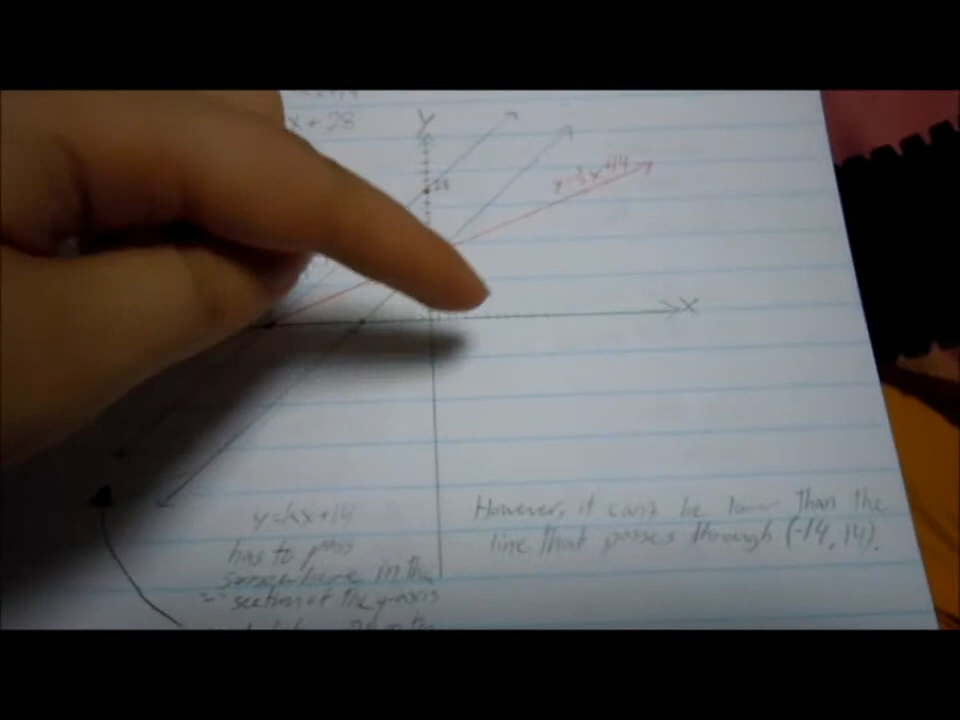 x + 28
Y
28
y=½x+14
X
y=kx+14
has to pass
somewhere in the
"-" section of the y-axis
However, it can't be lower than the
line that passes through (-14, 14).